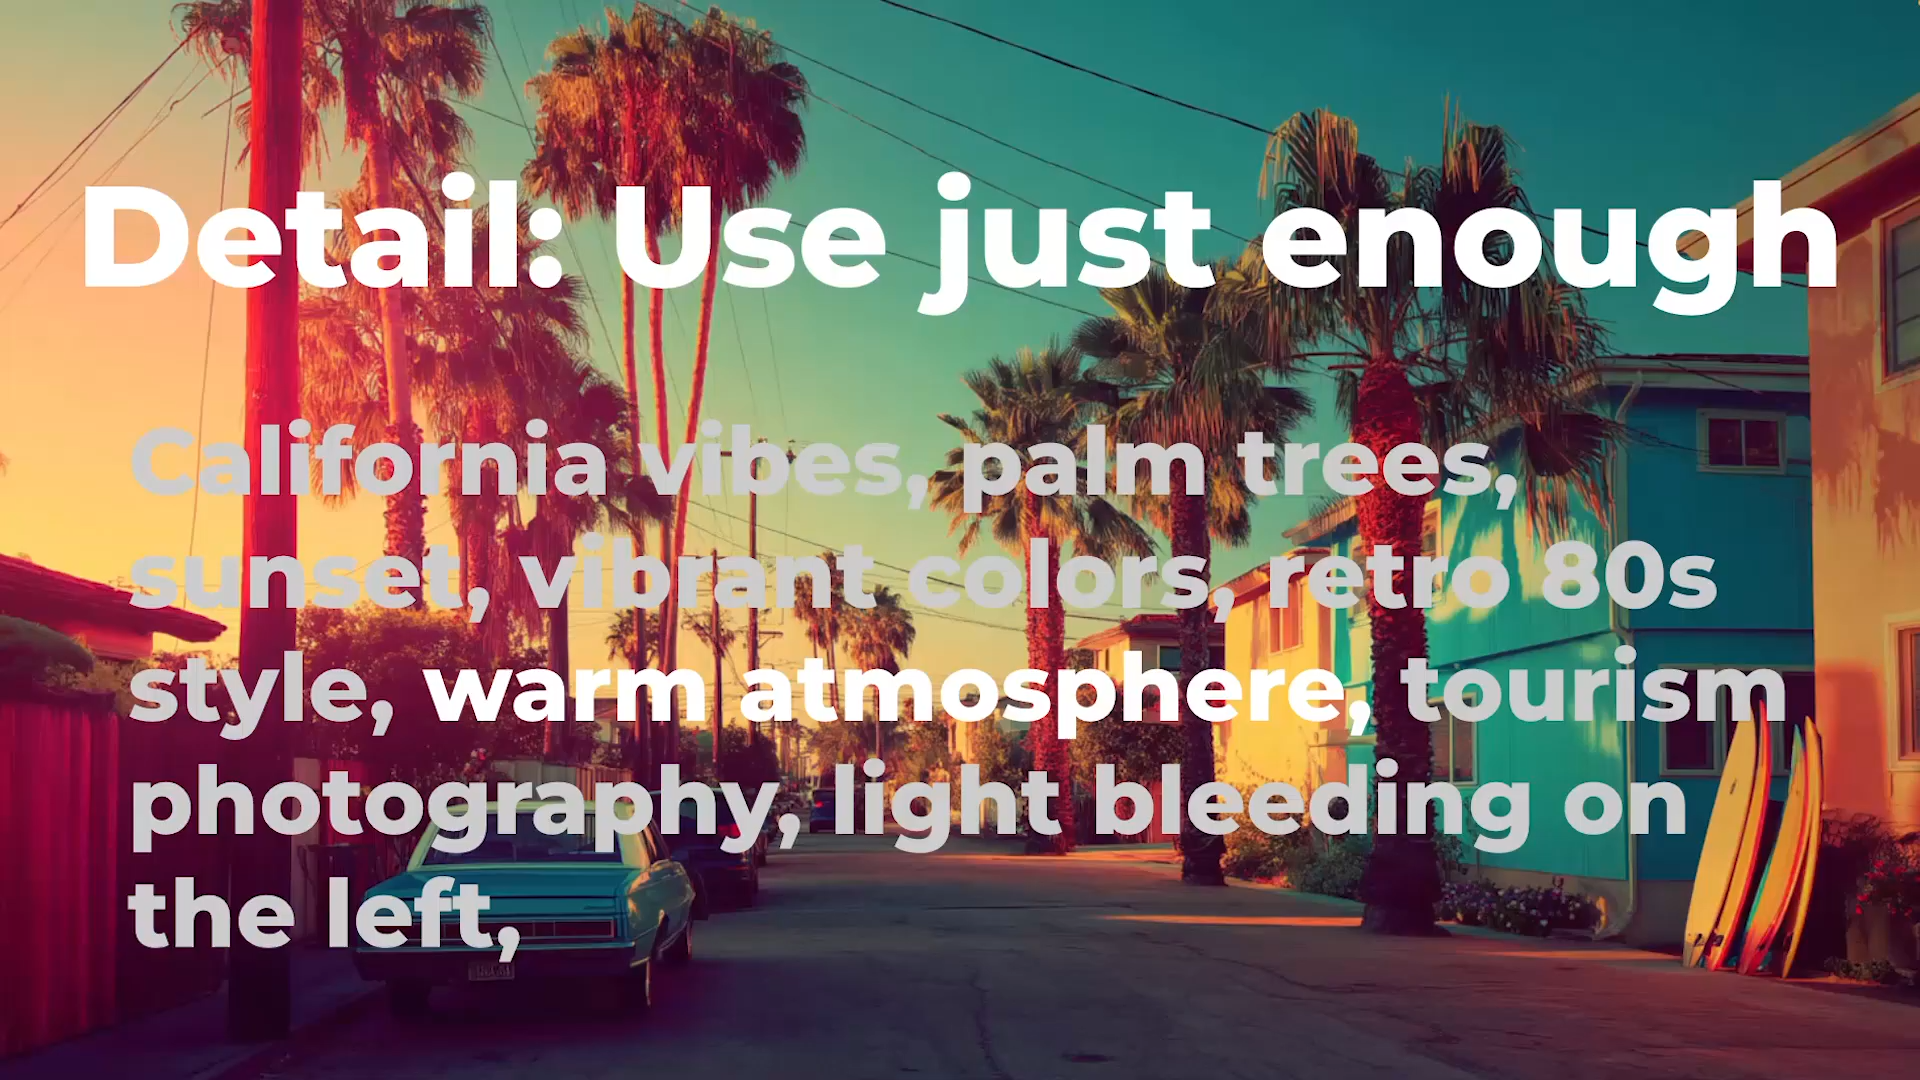 Detail: Use just enough
California vibes, palm trees,
sunset, vibrant colors, retro 80s
style, warm atmosphere, tourism
photography, light bleeding on
the left,